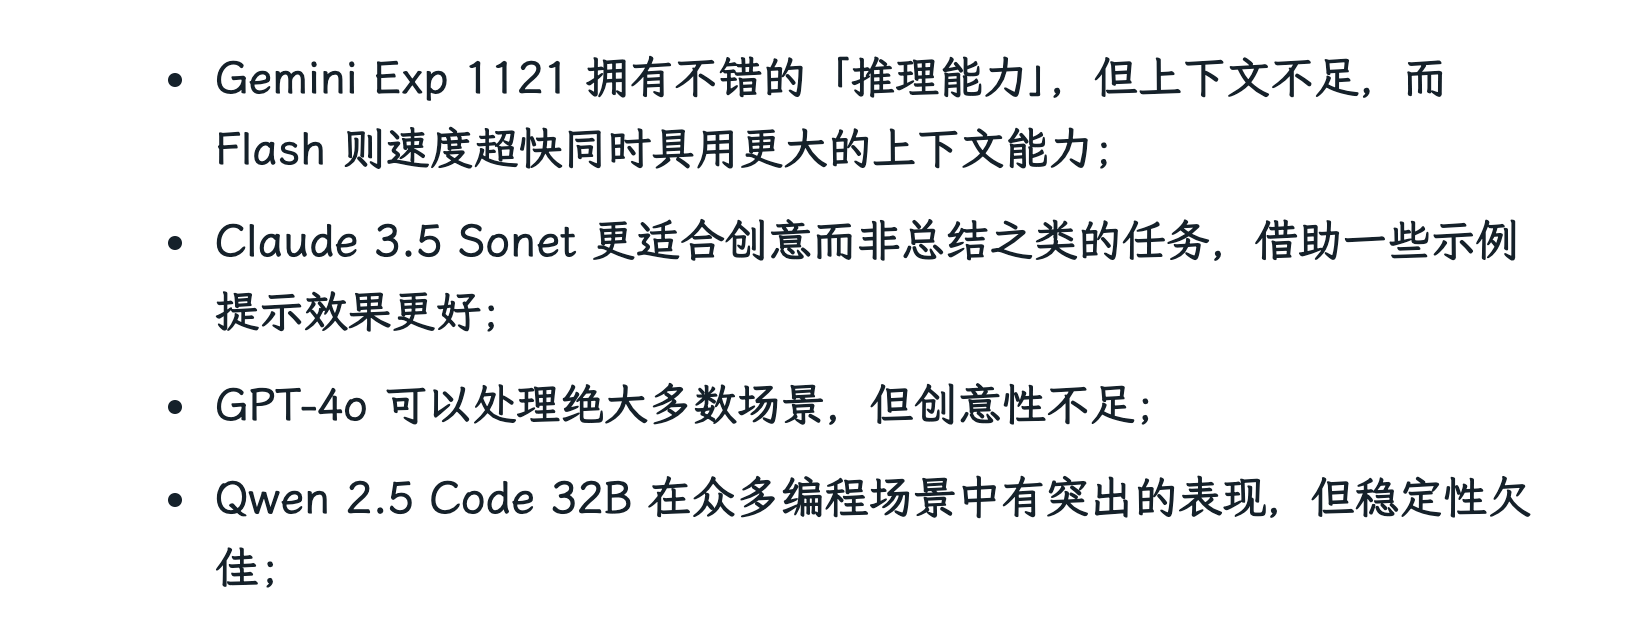 • Gemini Exp 1121 拥有不错的「推理能力」，但上下文不足，而
Flash 则速度超快同时具用更大的上下文能力；
• Claude 3.5 Sonet 更适合创意而非总结之类的任务，借助一些示例
提示效果更好；
• GPT-4o 可以处理绝大多数场景，但创意性不足；
• Qwen 2.5 Code 32B 在众多编程场景中有突出的表现，但稳定性欠
佳；